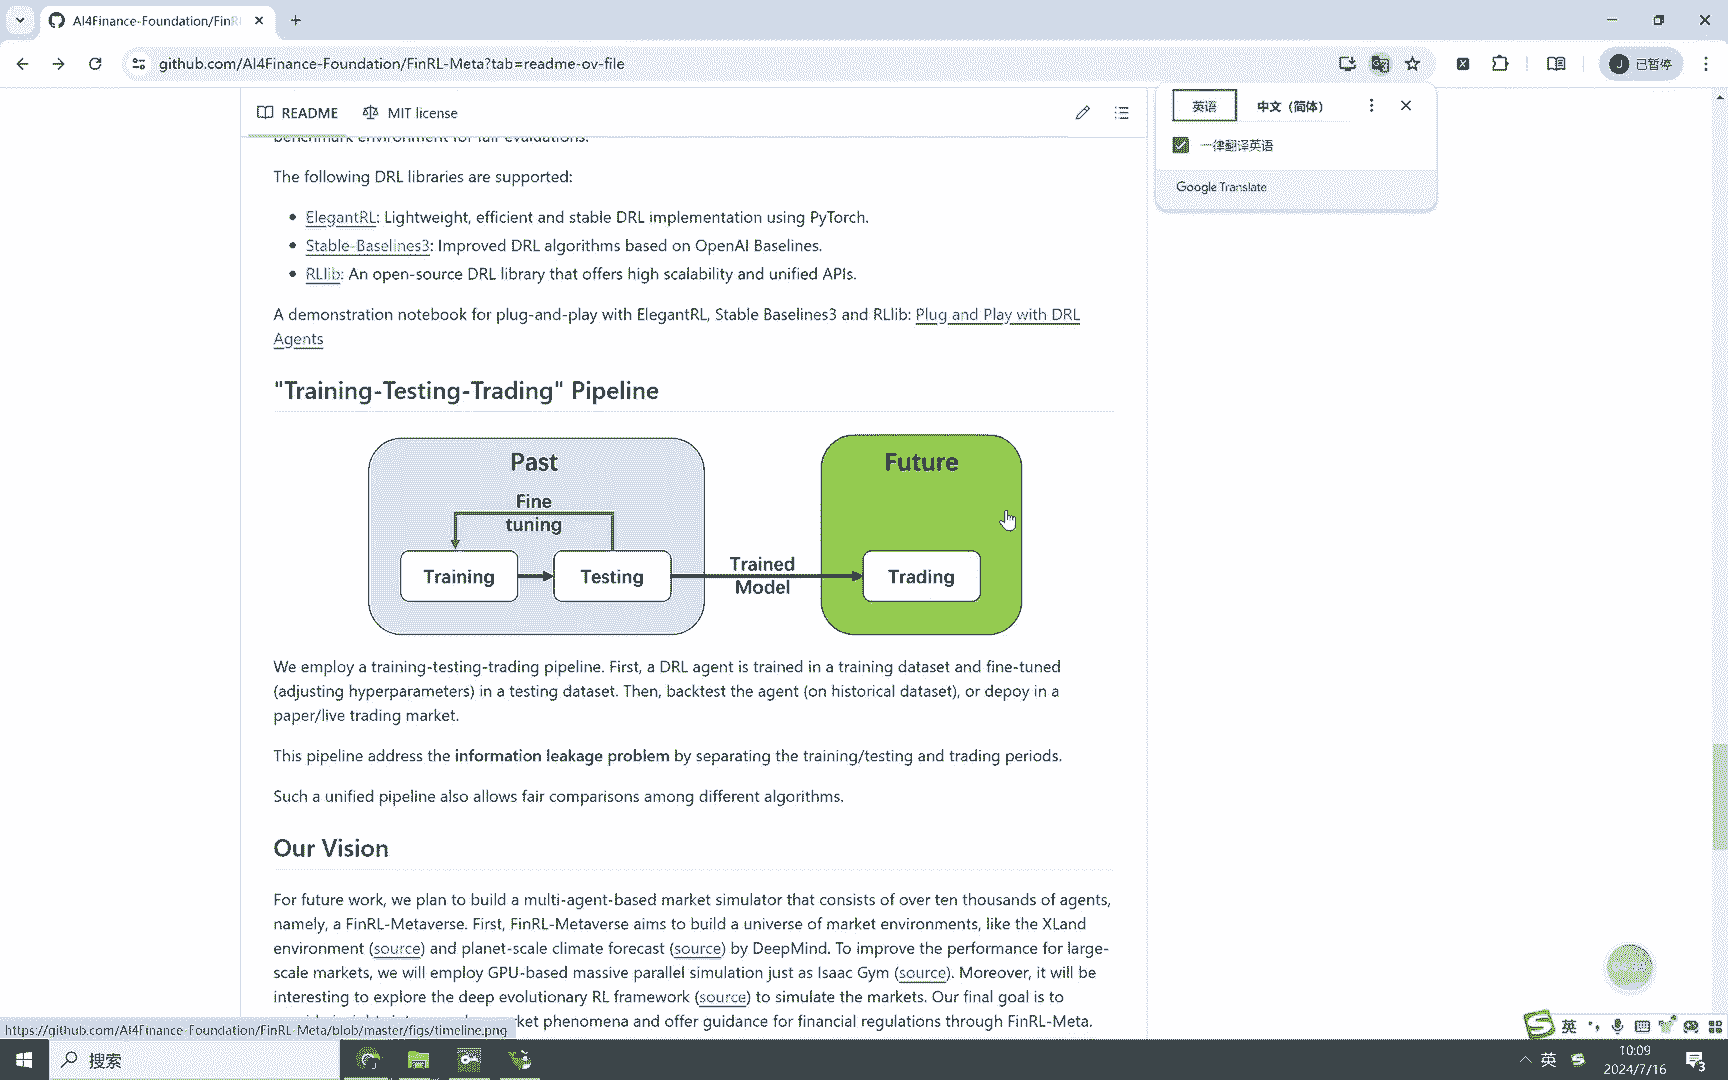 AI4Finance-Foundation/FinR
github.com/AI4Finance-Foundation/FinRL-Meta?tab=readme-ov-file
J 已暂停
README
MIT license
英语
中文（简体）
一律翻译英语
Google Translate
benchmark environment for fair evaluations.
The following DRL libraries are supported:
ElegantRL: Lightweight, efficient and stable DRL implementation using PyTorch.
Stable-Baselines3: Improved DRL algorithms based on OpenAI Baselines.
RLlib: An open-source DRL library that offers high scalability and unified APIs.
A demonstration notebook for plug-and-play with ElegantRL, Stable Baselines3 and RLlib: Plug and Play with DRL
Agents
"Training-Testing-Trading" Pipeline
Past
Future
Fine
tuning
Training
Testing
Trained
Model
Trading
We employ a training-testing-trading pipeline. First, a DRL agent is trained in a training dataset and fine-tuned
(adjusting hyperparameters) in a testing dataset. Then, backtest the agent (on historical dataset), or depoy in a
paper/live trading market.
This pipeline address the information leakage problem by separating the training/testing and trading periods.
Such a unified pipeline also allows fair comparisons among different algorithms.
Our Vision
For future work, we plan to build a multi-agent-based market simulator that consists of over ten thousands of agents,
namely, a FinRL-Metaverse. First, FinRL-Metaverse aims to build a universe of market environments, like the XLand
environment (source) and planet-scale climate forecast (source) by DeepMind. To improve the performance for large-
scale markets, we will employ GPU-based massive parallel simulation just as Isaac Gym (source). Moreover, it will be
interesting to explore the deep evolutionary RL framework (source) to simulate the markets. Our final goal is to
market phenomena and offer guidance for financial regulations through FinRL-Meta.
https://github.com/AI4Finance-Foundation/FinRL-Meta/blob/master/figs/timeline.png
英
搜索
英
10:09
2024/7/16
3